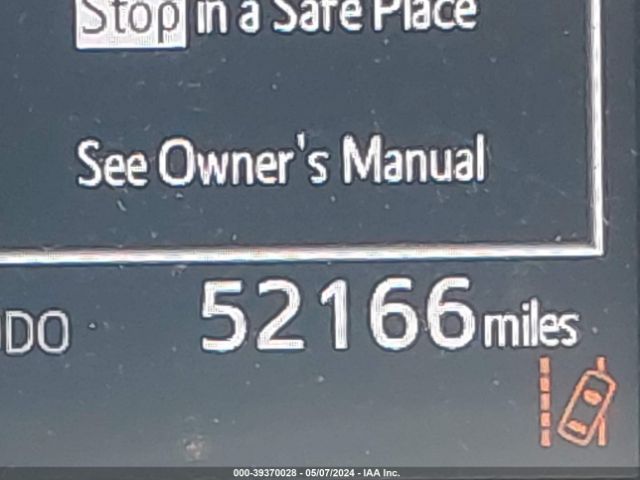 Stop in a Safe Place
See Owner's Manual
ODO 52166 miles
000-39370028 - 05/07/2024 - IAA Inc.